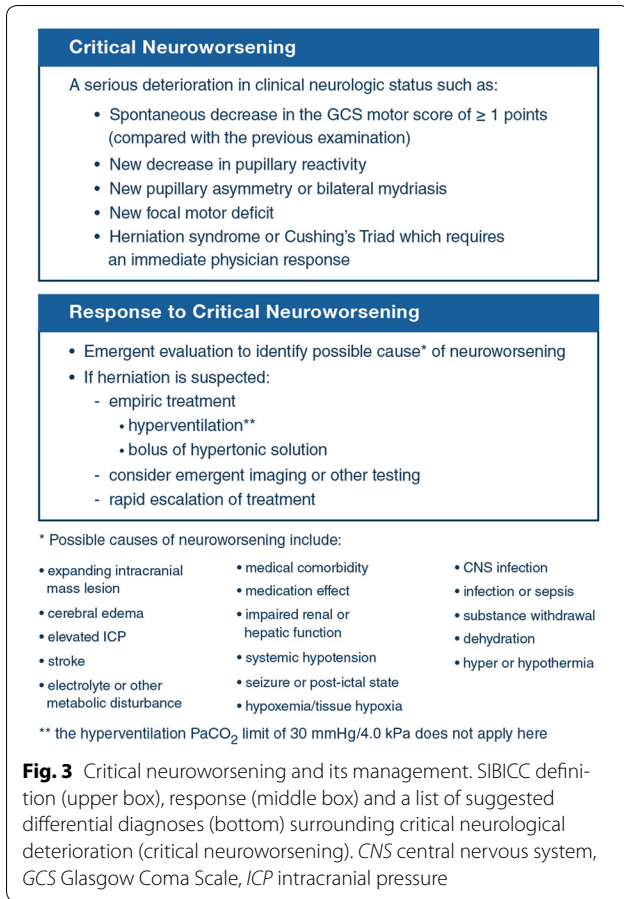 Critical Neuroworsening
A serious deterioration in clinical neurologic status such as:
• Spontaneous decrease in the GCS motor score of ≥ 1 points
(compared with the previous examination)
• New decrease in pupillary reactivity
• New pupillary asymmetry or bilateral mydriasis
• New focal motor deficit
• Herniation syndrome or Cushing's Triad which requires
an immediate physician response
Response to Critical Neuroworsening
• Emergent evaluation to identify possible cause* of neuroworsening
• If herniation is suspected:
- empiric treatment
• hyperventilation**
• bolus of hypertonic solution
- consider emergent imaging or other testing
- rapid escalation of treatment
* Possible causes of neuroworsening include:
• expanding intracranial
mass lesion
• cerebral edema
• elevated ICP
• stroke
• electrolyte or other
metabolic disturbance
• medical comorbidity
• medication effect
• impaired renal or
hepatic function
• systemic hypotension
• seizure or post-ictal state
• hypoxemia/tissue hypoxia
• CNS infection
• infection or sepsis
• substance withdrawal
• dehydration
• hyper or hypothermia
** the hyperventilation PaCO2 limit of 30 mmHg/4.0 kPa does not apply here
Fig. 3 Critical neuroworsening and its management. SIBICC defini-
tion (upper box), response (middle box) and a list of suggested
differential diagnoses (bottom) surrounding critical neurological
deterioration (critical neuroworsening). CNS central nervous system,
GCS Glasgow Coma Scale, ICP intracranial pressure